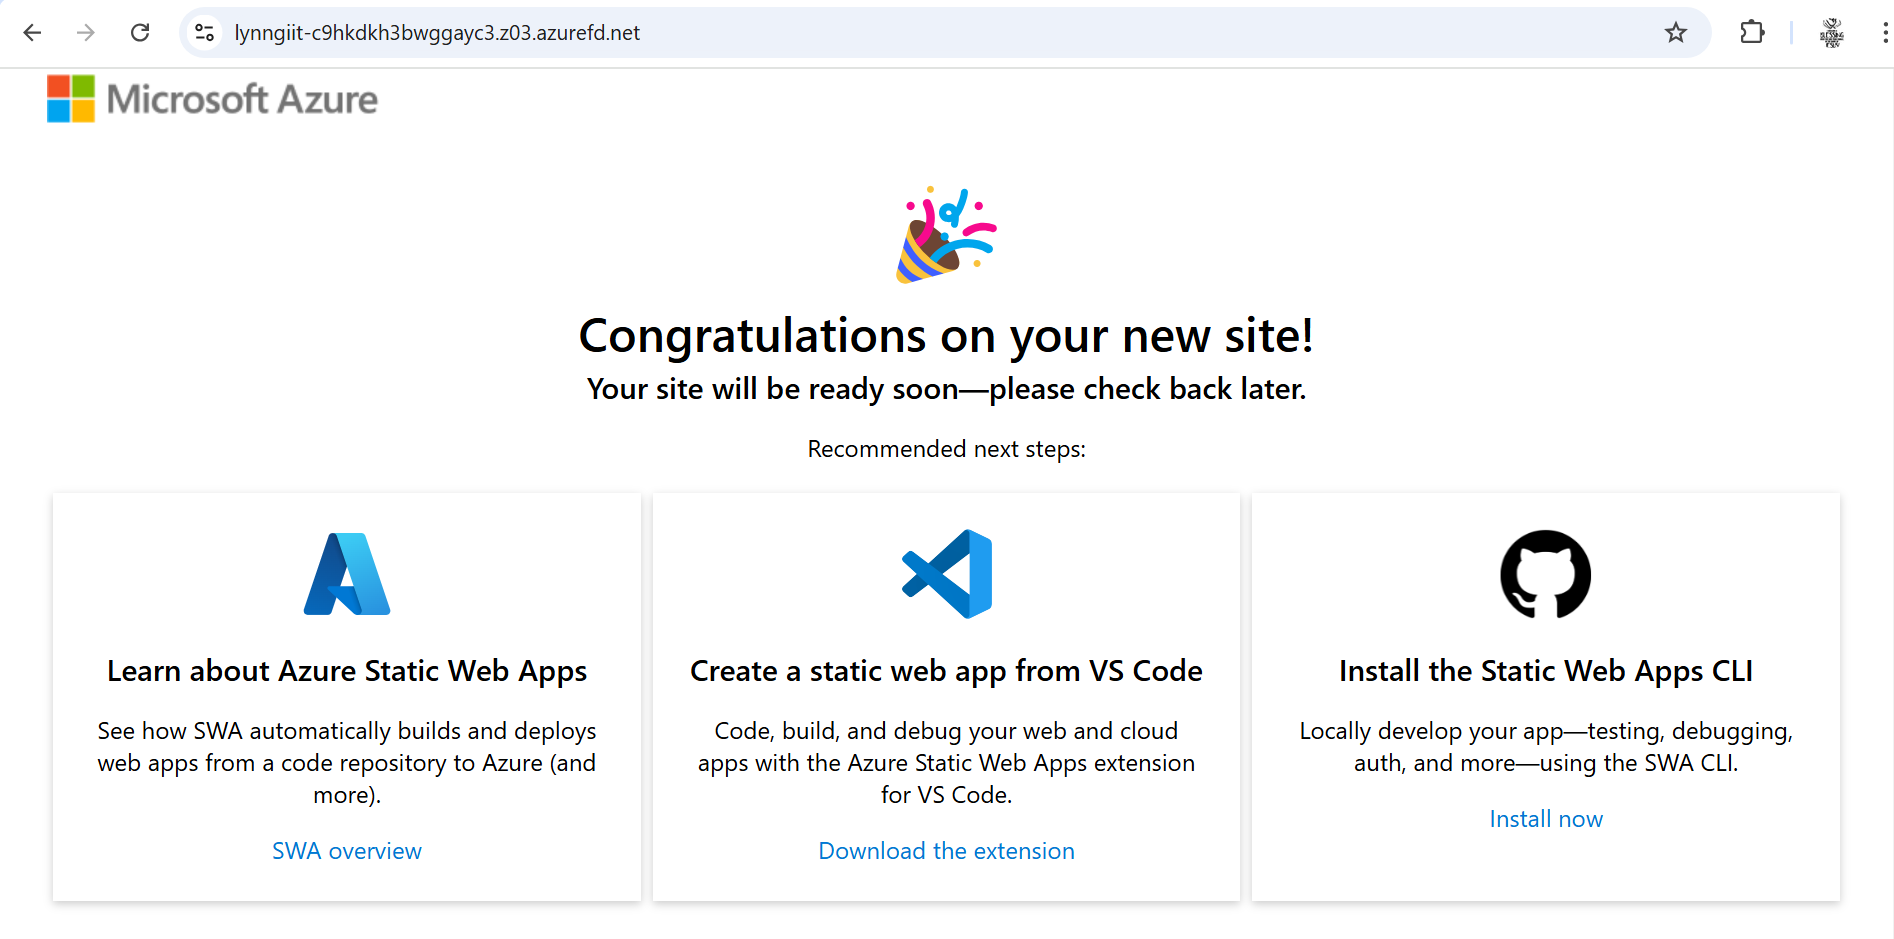 lynngiit-c9hkdkh3bwggayc3.z03.azurefd.net
Microsoft Azure
Congratulations on your new site!
Your site will be ready soon—please check back later.
Recommended next steps:
Learn about Azure Static Web Apps
See how SWA automatically builds and deploys
web apps from a code repository to Azure (and
more).
SWA overview
Create a static web app from VS Code
Code, build, and debug your web and cloud
apps with the Azure Static Web Apps extension
for VS Code.
Download the extension
Install the Static Web Apps CLI
Locally develop your app—testing, debugging,
auth, and more—using the SWA CLI.
Install now